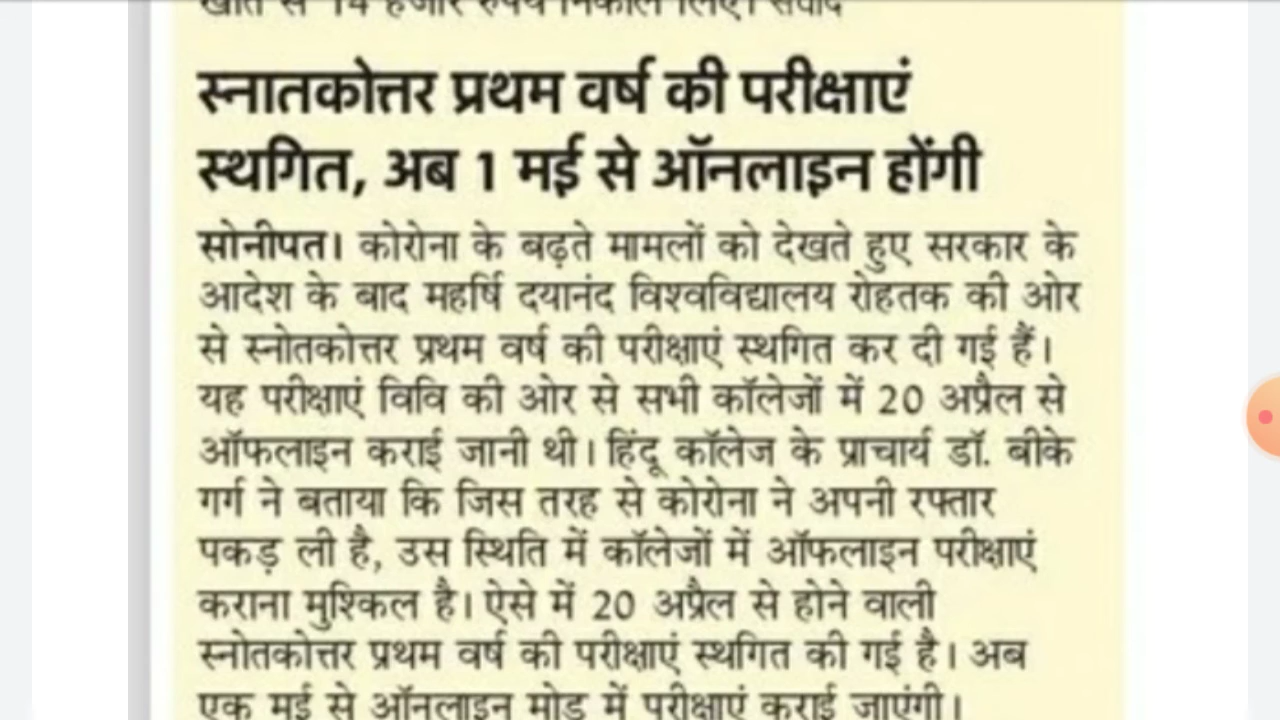 खाते से 14 हजार रुपये निकाल लिए। संवाद
स्नातकोत्तर प्रथम वर्ष की परीक्षाएं
स्थगित, अब 1 मई से ऑनलाइन होंगी
सोनीपत। कोरोना के बढ़ते मामलों को देखते हुए सरकार के
आदेश के बाद महर्षि दयानंद विश्वविद्यालय रोहतक की ओर
से स्नोतकोत्तर प्रथम वर्ष की परीक्षाएं स्थगित कर दी गई हैं।
यह परीक्षाएं विवि की ओर से सभी कॉलेजों में 20 अप्रैल से
ऑफलाइन कराई जानी थी। हिंदू कॉलेज के प्राचार्य डॉ. बीके
गर्ग ने बताया कि जिस तरह से कोरोना ने अपनी रफ्तार
पकड़ ली है, उस स्थिति में कॉलेजों में ऑफलाइन परीक्षाएं
कराना मुश्किल है। ऐसे में 20 अप्रैल से होने वाली
स्नोतकोत्तर प्रथम वर्ष की परीक्षाएं स्थगित की गई है। अब
एक मई से ऑनलाइन मोड में परीक्षाएं कराई जाएंगी।